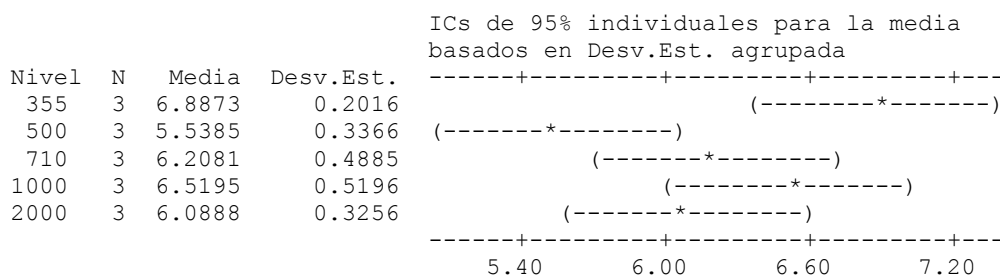 ICs de 95% individuales para la media
basados en Desv.Est. agrupada
Nivel  N   Media  Desv.Est.  ------+---------+---------+---------+---
355  3  6.8873     0.2016                        (--------*-------)
500  3  5.5385     0.3366  (-------*--------)
710  3  6.2081     0.4885             (-------*--------)
1000  3  6.5195     0.5196                  (--------*-------)
2000  3  6.0888     0.3256           (-------*--------)
------+---------+---------+---------+---
5.40      6.00      6.60      7.20